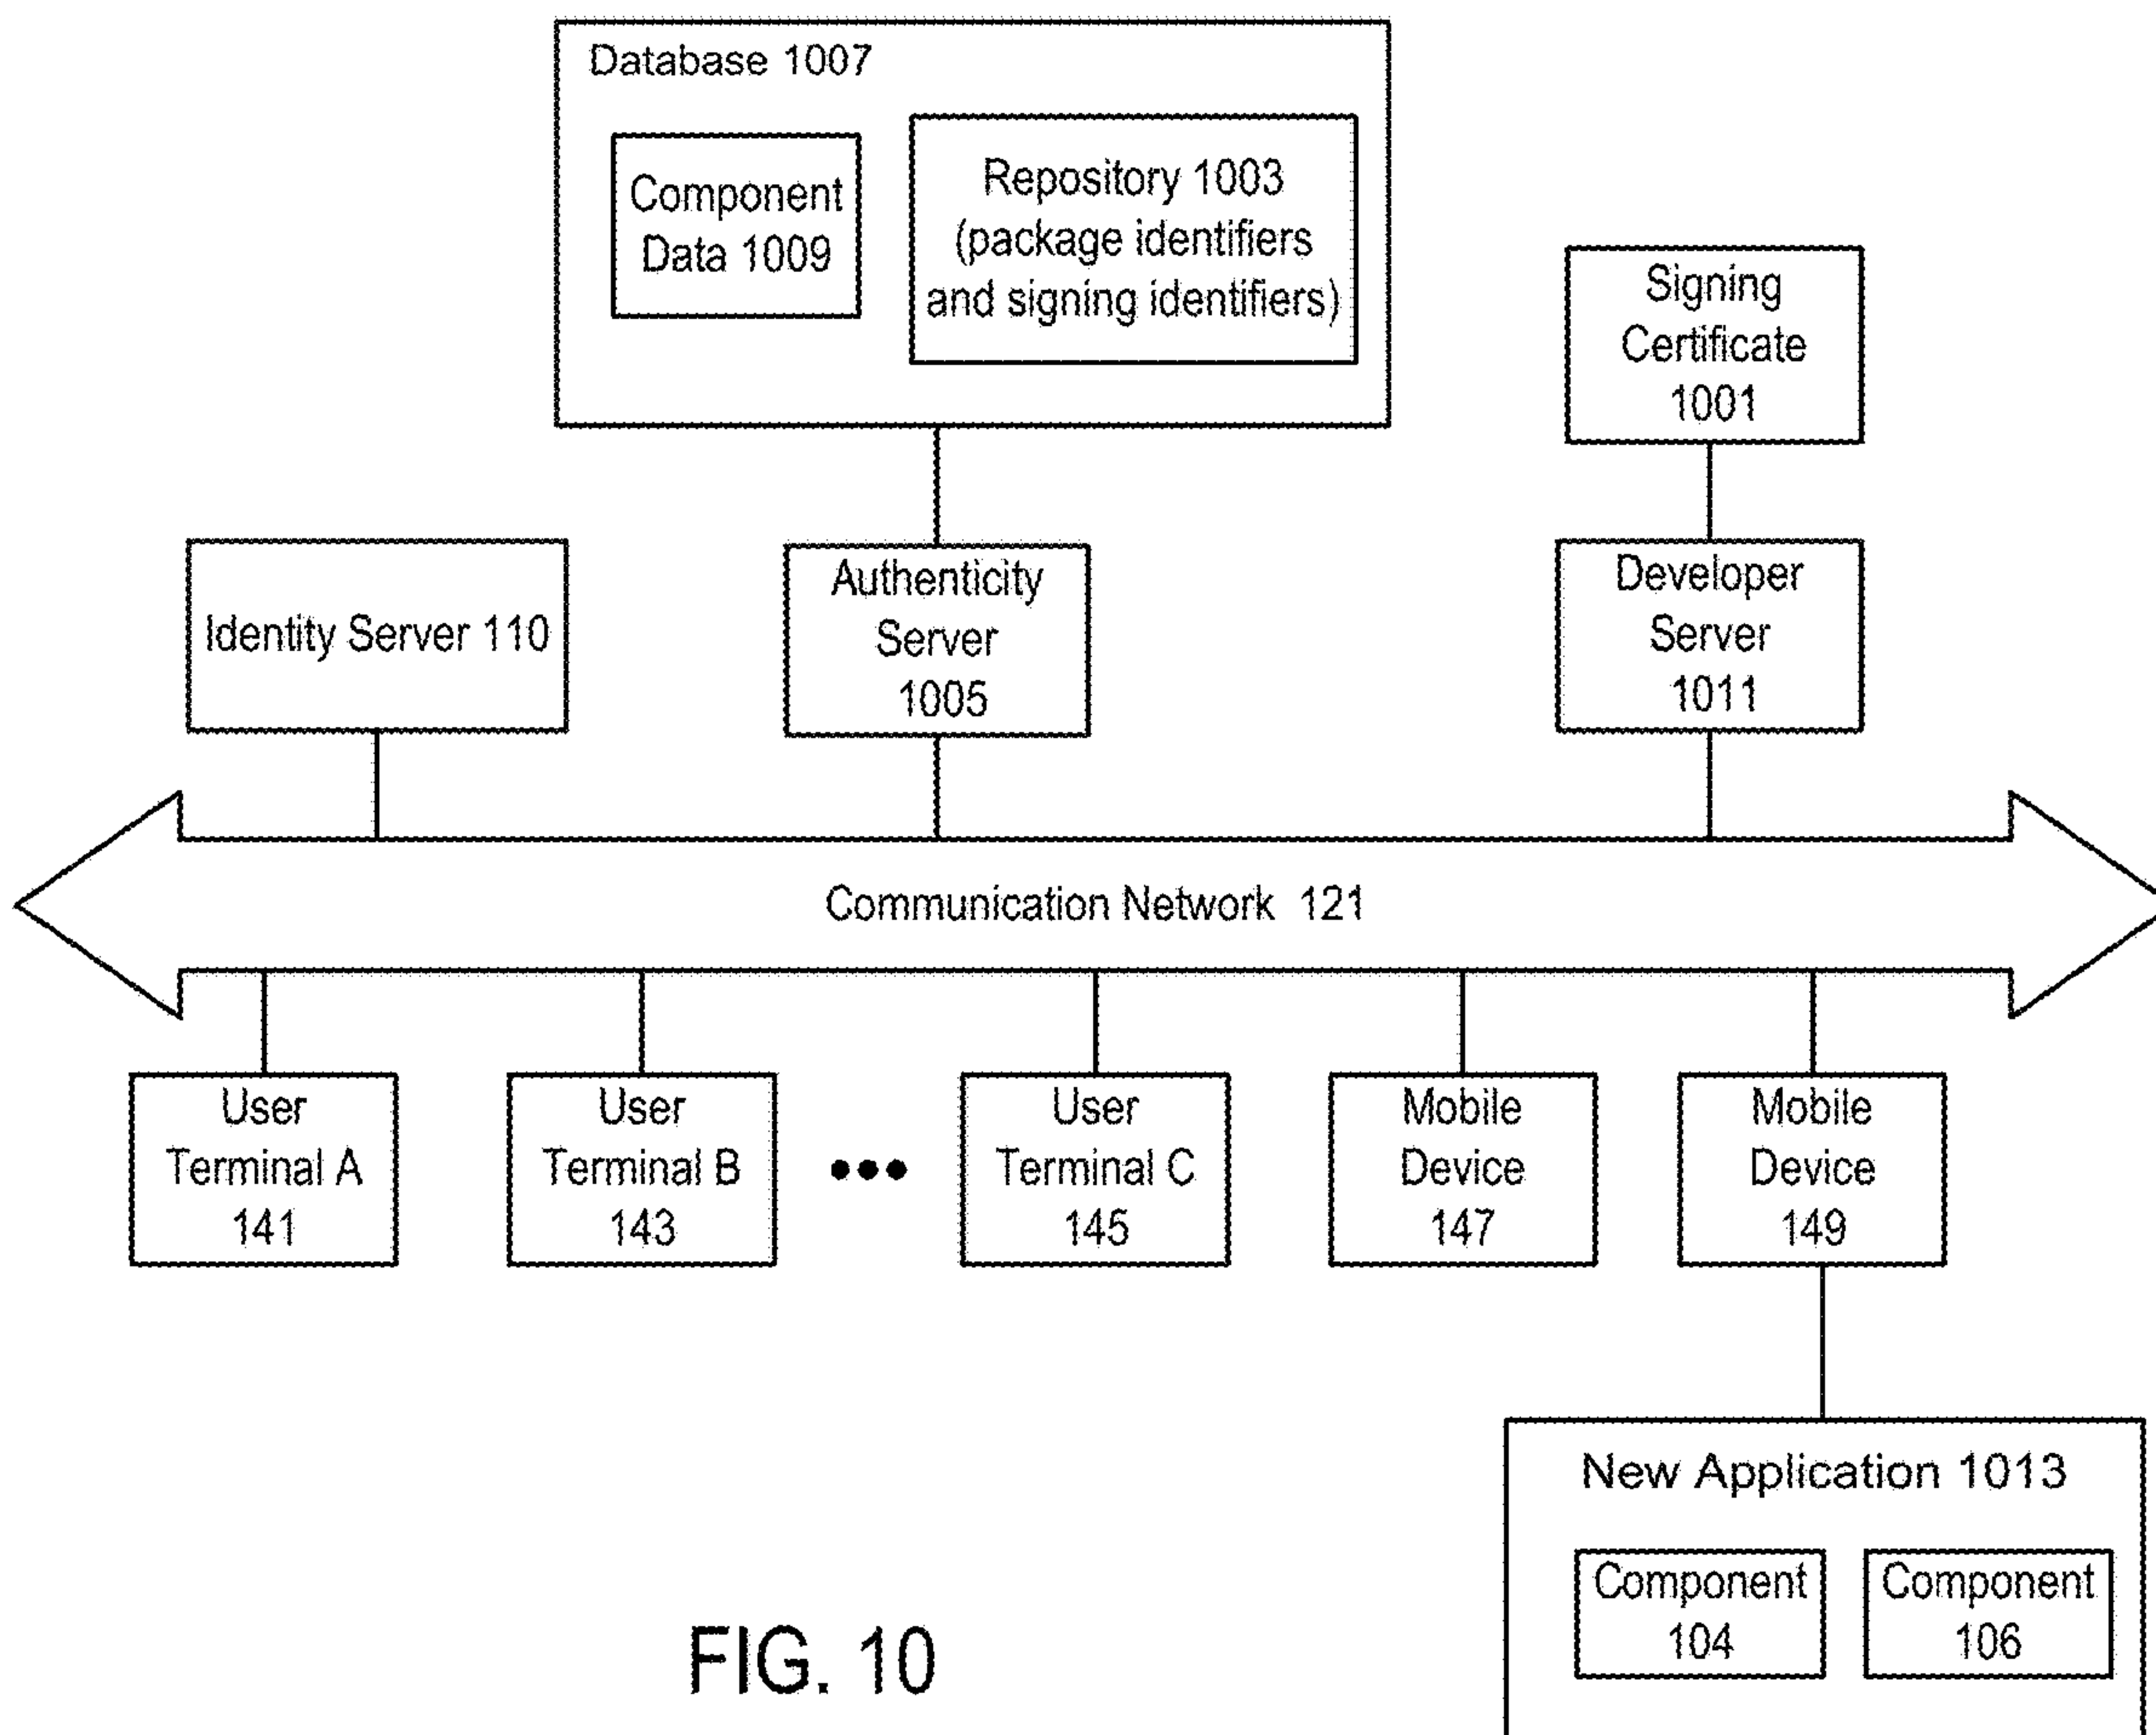 Database 1007
Component
Data 1009
Repository 1003
(package identifiers
and signing identifiers)
Signing
Certificate
1001
Identity Server 110
Authenticity
Server
1005
Developer
Server
1011
Communication Network 121
User
Terminal A
141
User
Terminal B
143
User
Terminal C
145
Mobile
Device
147
Mobile
Device
149
New Application 1013
Component
104
Component
106
FIG. 10